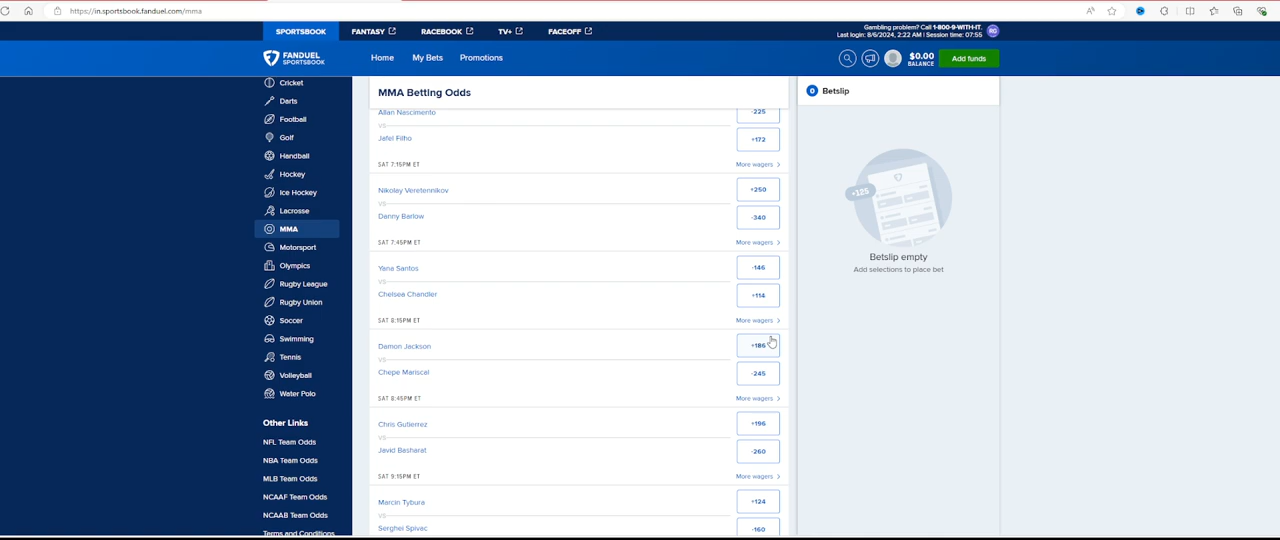 https://in.sportsbook.fanduel.com/mma
SPORTSBOOK FANTASY RACEBOOK TV+ FACEOFF
Gambling problem? Call 1-800-9-WITH-IT.
Last login: 8/6/2024, 2:22 AM | Session time: 07:55 RG
FANDUEL
SPORTSBOOK
Home My Bets Promotions
$0.00
BALANCE
Add funds
Cricket
Darts
Football
Golf
Handball
Hockey
Ice Hockey
Lacrosse
MMA
Motorsport
Olympics
Rugby League
Rugby Union
Soccer
Swimming
Tennis
Volleyball
Water Polo
Other Links
NFL Team Odds
NBA Team Odds
MLB Team Odds
NCAAF Team Odds
NCAAB Team Odds
Terms and Conditions
MMA Betting Odds
Allan Nascimento -225
VS
Jafel Filho +172
SAT 7:15PM ET More wagers
Nikolay Veretennikov +250
VS
Danny Barlow -340
SAT 7:45PM ET More wagers
Yana Santos -146
VS
Chelsea Chandler +114
SAT 8:15PM ET More wagers
Damon Jackson +186
VS
Chepe Mariscal -245
SAT 8:45PM ET More wagers
Chris Gutierrez +196
VS
Javid Basharat -260
SAT 9:15PM ET More wagers
Marcin Tybura +124
VS
Serghei Spivac -160
0 Betslip
+125
Betslip empty
Add selections to place bet